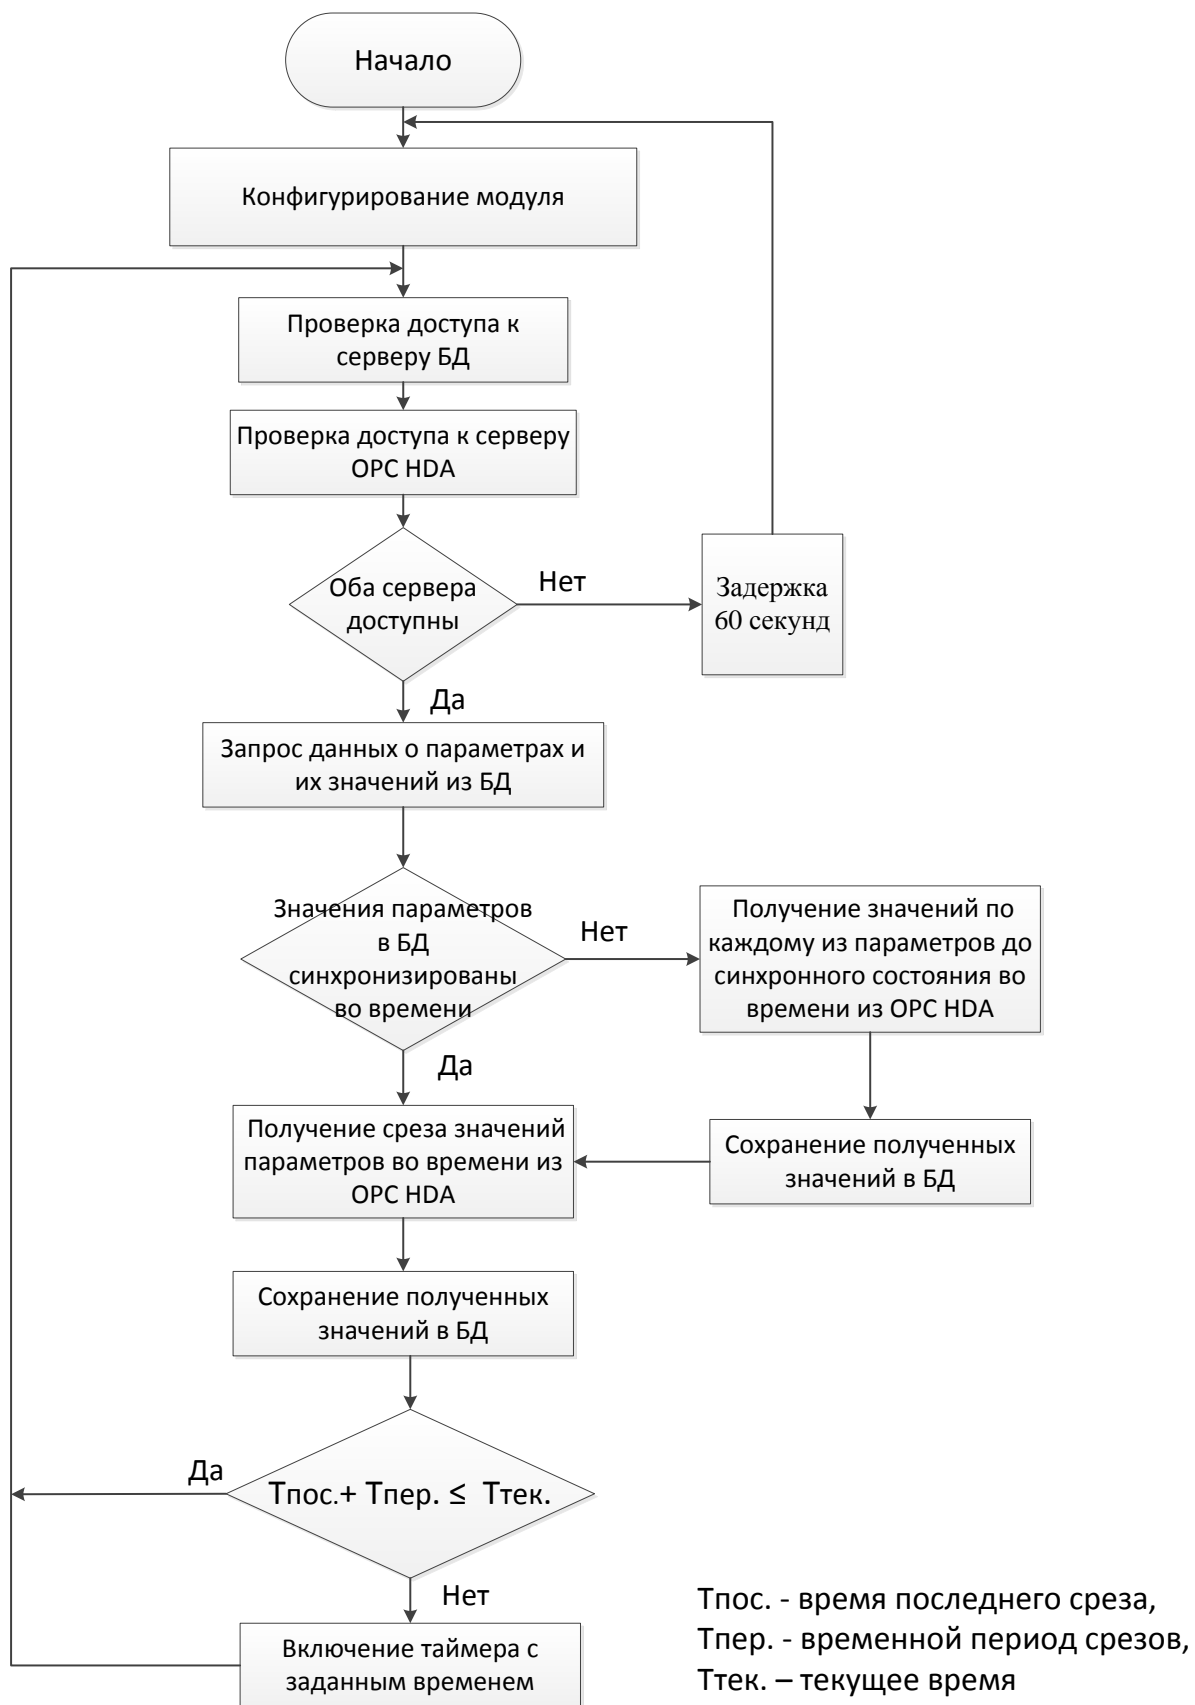 Начало
Конфигурирование модуля
Проверка доступа к
серверу БД
Проверка доступа к серверу
OPC HDA
Оба сервера
доступны
Нет
Задержка
60 секунд
Да
Запрос данных о параметрах и
их значений из БД
Значения параметров
в БД
синхронизированы
во времени
Нет
Получение значений по
каждому из параметров до
синхронного состояния во
времени из OPC HDA
Да
Получение среза значений
параметров во времени из
OPC HDA
Сохранение полученных
значений в БД
Сохранение полученных
значений в БД
Да
Тпос.+ Тпер. ≤ Ттек.
Нет
Включение таймера с
заданным временем
Тпос. - время последнего среза,
Тпер. - временной период срезов,
Ттек. – текущее время